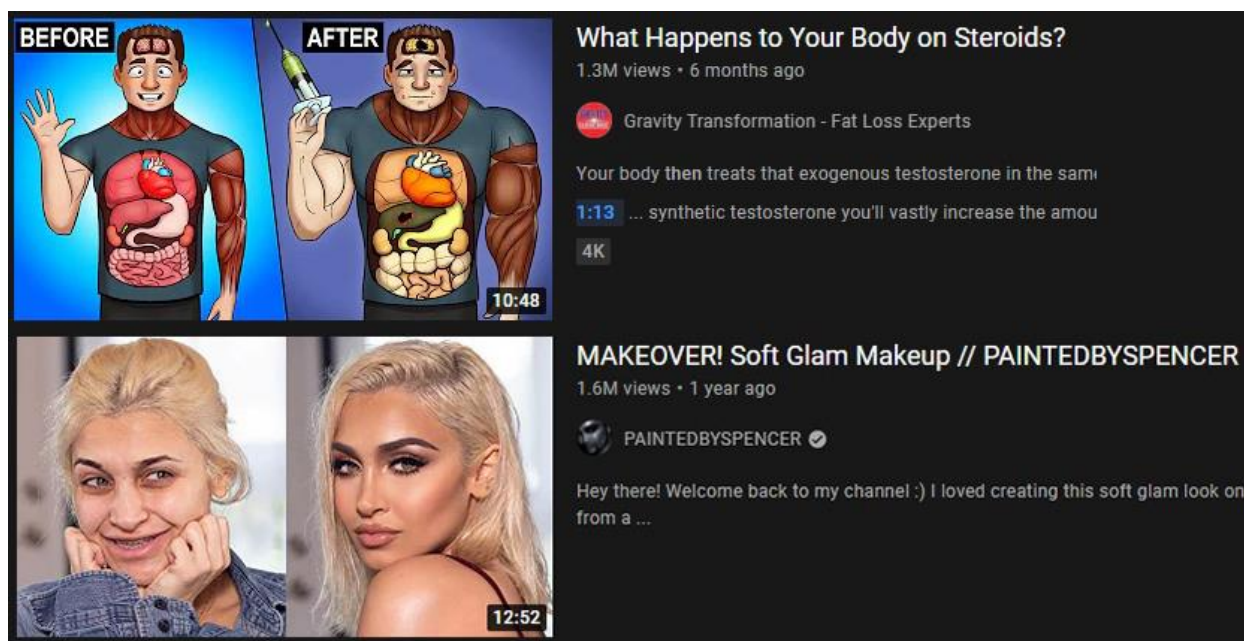 BEFORE
AFTER
10:48
What Happens to Your Body on Steroids?
1.3M views • 6 months ago
Gravity Transformation - Fat Loss Experts
Your body then treats that exogenous testosterone in the same
1:13 ... synthetic testosterone you'll vastly increase the amou
4K
12:52
MAKEOVER! Soft Glam Makeup // PAINTEDBYSPENCER
1.6M views • 1 year ago
PAINTEDBYSPENCER
Hey there! Welcome back to my channel :) I loved creating this soft glam look on
from a ...